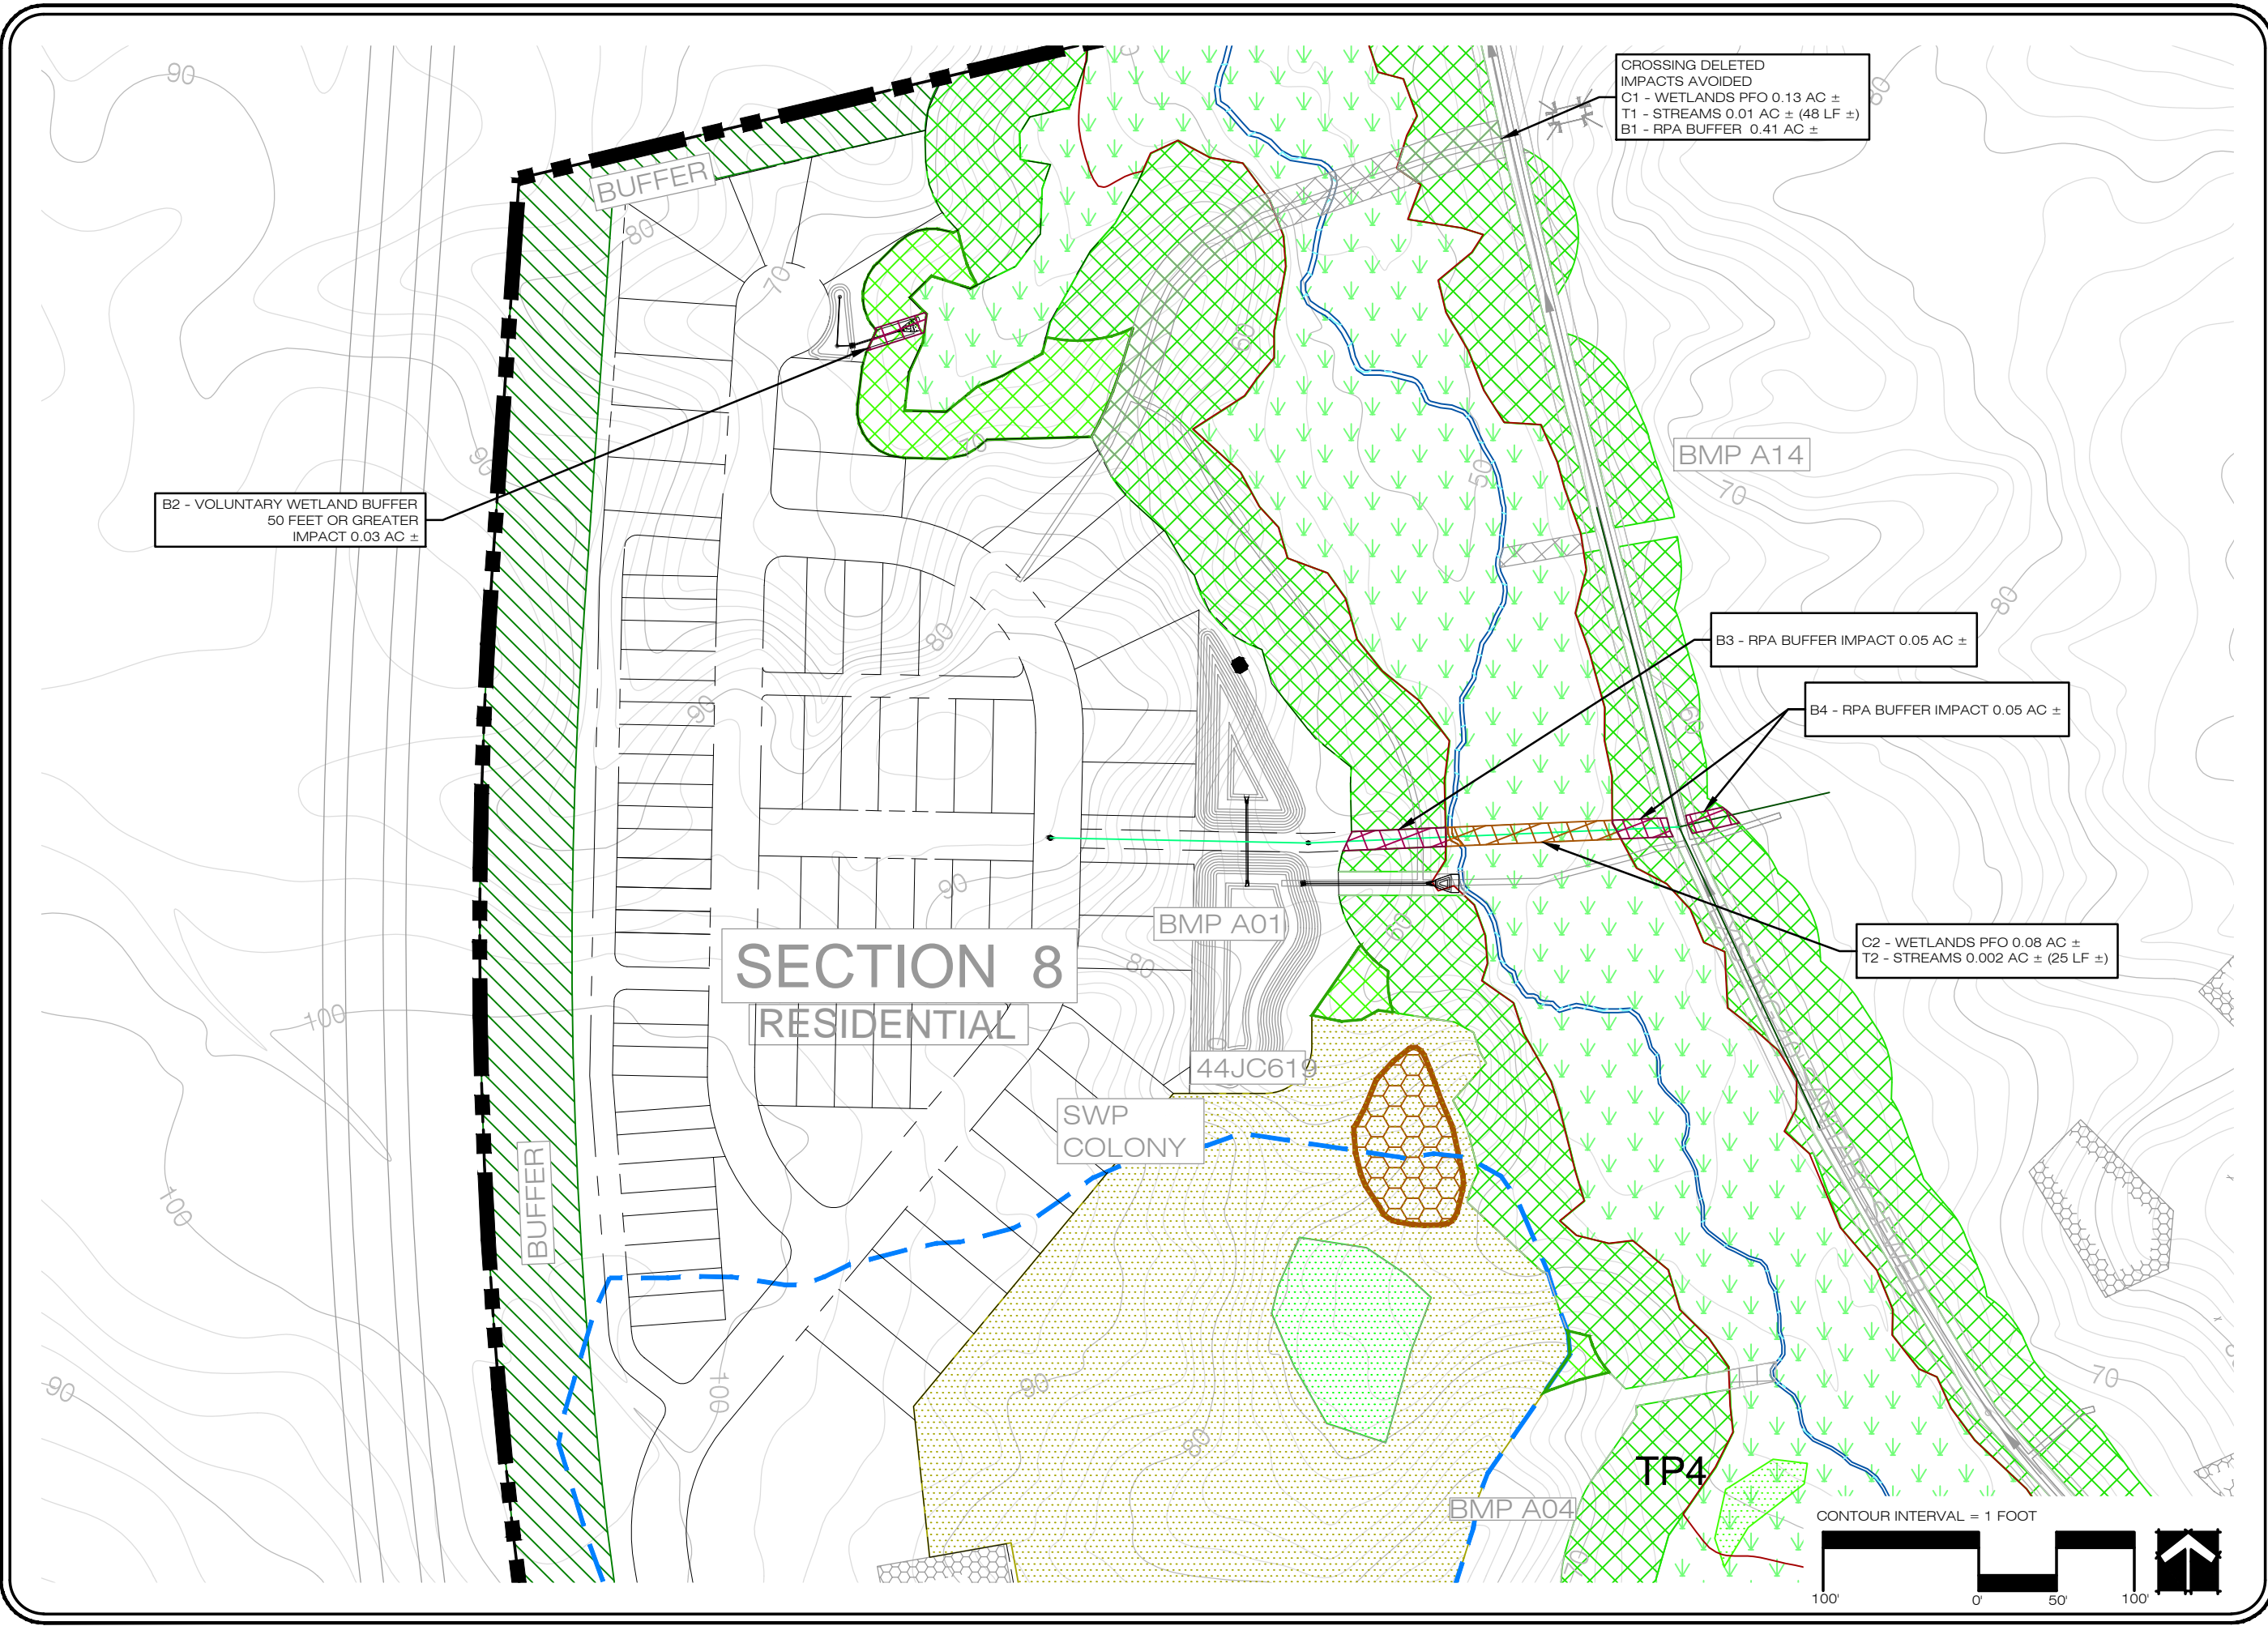 90
CROSSING DELETED
IMPACTS AVOIDED
C1 - WETLANDS PFO 0.13 AC ±
T1 - STREAMS 0.01 AC ± (48 LF ±)
B1 - RPA BUFFER 0.41 AC ±
80
BUFFER
80
70
60
90
70
50
BMP A14
70
B2 - VOLUNTARY WETLAND BUFFER
50 FEET OR GREATER
IMPACT 0.03 AC ±
80
80
B3 - RPA BUFFER IMPACT 0.05 AC ±
90
B4 - RPA BUFFER IMPACT 0.05 AC ±
60
90
BMP A01
60
C2 - WETLANDS PFO 0.08 AC ±
T2 - STREAMS 0.002 AC ± (25 LF ±)
SECTION 8
80
100
RESIDENTIAL
44JC619
SWP
COLONY
BUFFER
100
90
100
90
70
80
TP4
BMP A04
CONTOUR INTERVAL = 1 FOOT
70
100'
0'
50'
100'